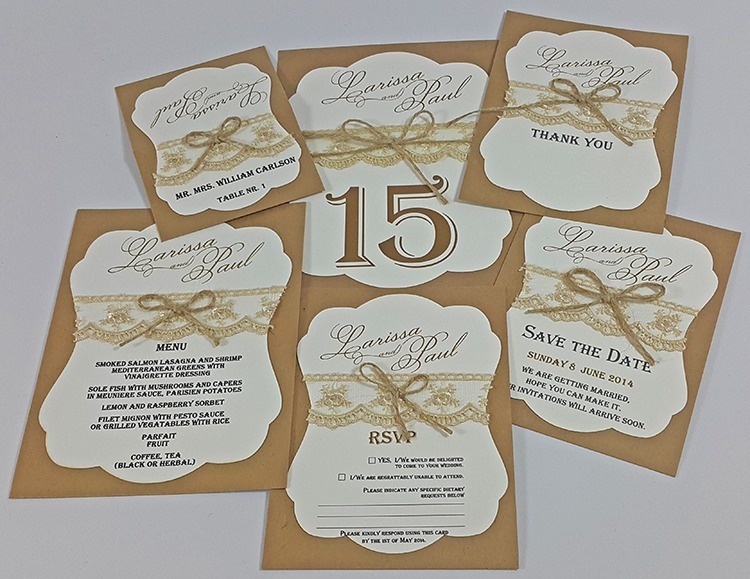 Larissa
and Paul
MR. MRS. WILLIAM CARLSON
TABLE NR. 1
Larissa
and Paul
15
Larissa
and Paul
THANK YOU
Larissa
and Paul
MENU
SMOKED SALMON LASAGNA AND SHRIMP
MEDITERRANEAN GREENS WITH
VINAIGRETTE DRESSING
SOLE FISH WITH MUSHROOMS AND CAPERS
IN MEUNIERE SAUCE, PARISIEN POTATOES
LEMON AND RASPBERRY SORBET
FILET MIGNON WITH PESTO SAUCE
OR GRILLED VEGATABLES WITH RICE
PARFAIT
FRUIT
COFFEE, TEA
(BLACK OR HERBAL)
Larissa
and Paul
RSVP
YES, I/WE WOULD BE DELIGHTED
TO COME TO YOUR WEDDING.
I/WE ARE REGRATTABLY UNABLE TO ATTEND.
PLEASE INDICATE ANY SPECIFIC DIETARY
REQUESTS BELOW
PLEASE KINDLY RESPOND USING THIS CARD
BY THE 1ST OF MAY 2014.
Larissa
and Paul
SAVE THE DATE
SUNDAY 8 JUNE 2014
WE ARE GETTING MARRIED,
HOPE YOU CAN MAKE IT.
INVITATIONS WILL ARRIVE SOON.